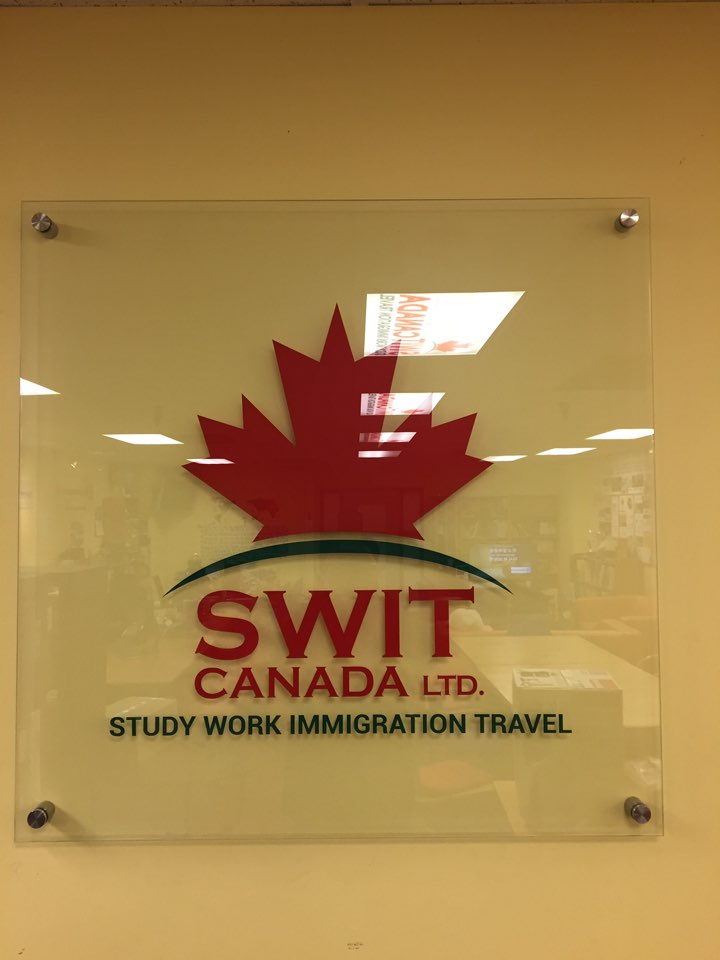 SWIT
CANADA LTD.
STUDY WORK IMMIGRATION TRAVEL